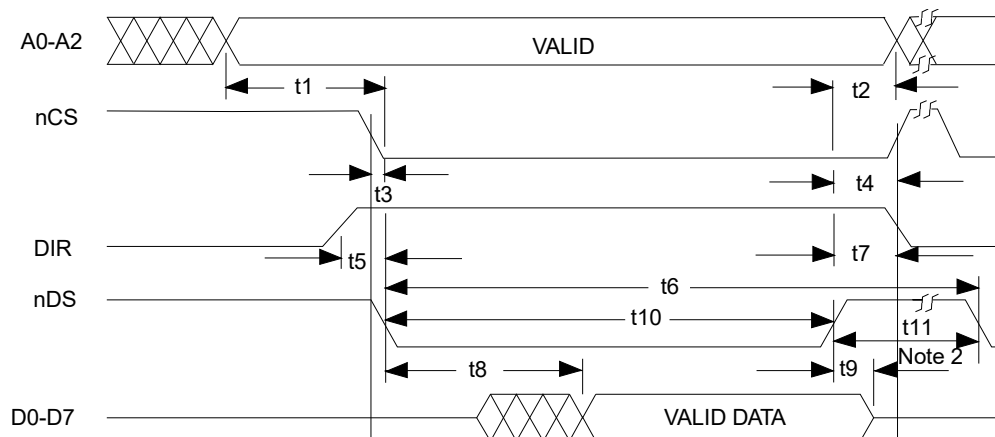 A0-A2
VALID
t1
t2
nCS
t3
t4
DIR
t5
t7
t6
nDS
t10
t11
Note 2
t8
t9
D0-D7
VALID DATA